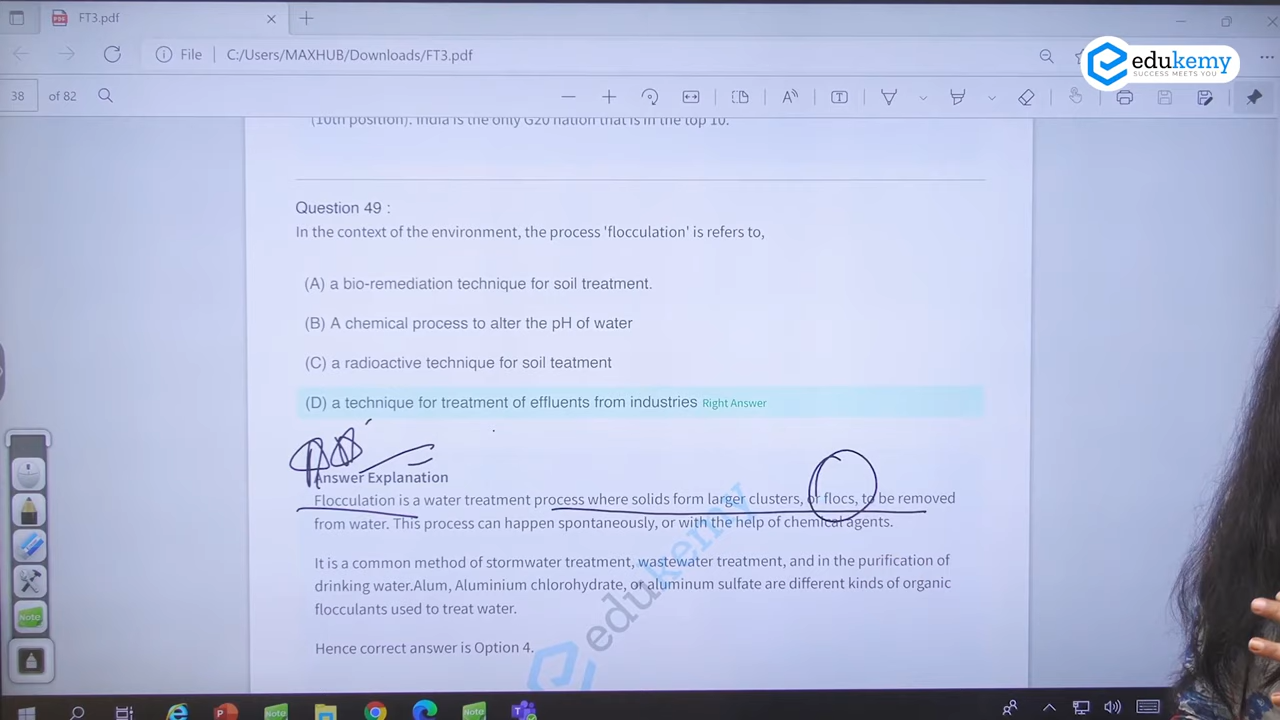 FT3.pdf
File C:/Users/MAXHUB/Downloads/FT3.pdf
edukemy
SUCCESS MEETS YOU
38 of 82
(10th position). India is the only G20 nation that is in the top 10.
Question 49 :
In the context of the environment, the process 'flocculation' is refers to,
(A) a bio-remediation technique for soil treatment.
(B) A chemical process to alter the pH of water
(C) a radioactive technique for soil teatment
(D) a technique for treatment of effluents from industries Right Answer
Answer Explanation
Flocculation is a water treatment process where solids form larger clusters, or flocs, to be removed
from water. This process can happen spontaneously, or with the help of chemical agents.
It is a common method of stormwater treatment, wastewater treatment, and in the purification of
drinking water.Alum, Aluminium chlorohydrate, or aluminum sulfate are different kinds of organic
flocculants used to treat water.
Hence correct answer is Option 4.
edukemy
Note
Note
Note